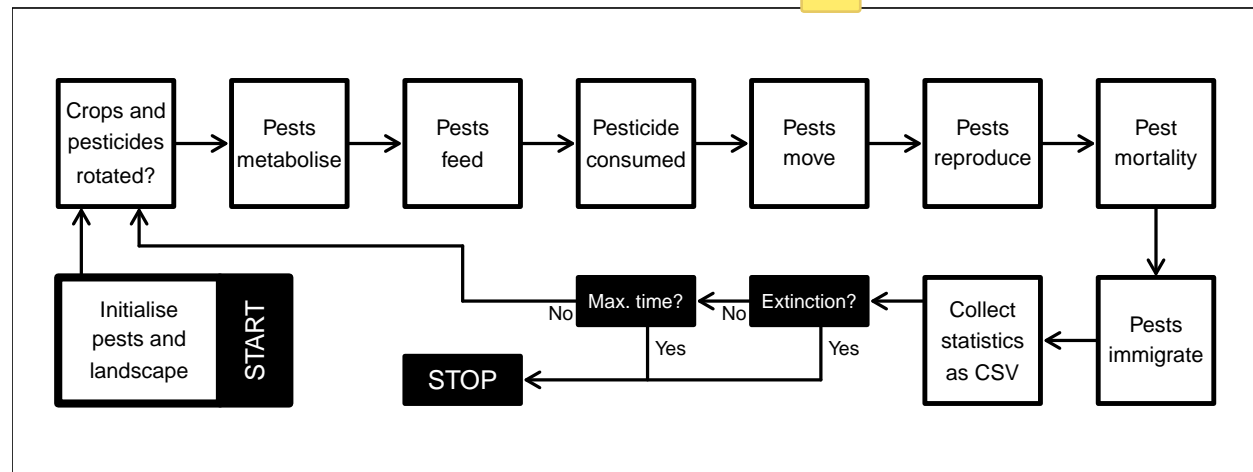 Crops and
pesticides
rotated?
Pests
metabolise
Pests
feed
Pesticide
consumed
Pests
move
Pests
reproduce
Pest
mortality
Initialise
pests and
landscape
START
No
Max. time?
Yes
No
Extinction?
Yes
Collect
statistics
as CSV
Pests
immigrate
STOP